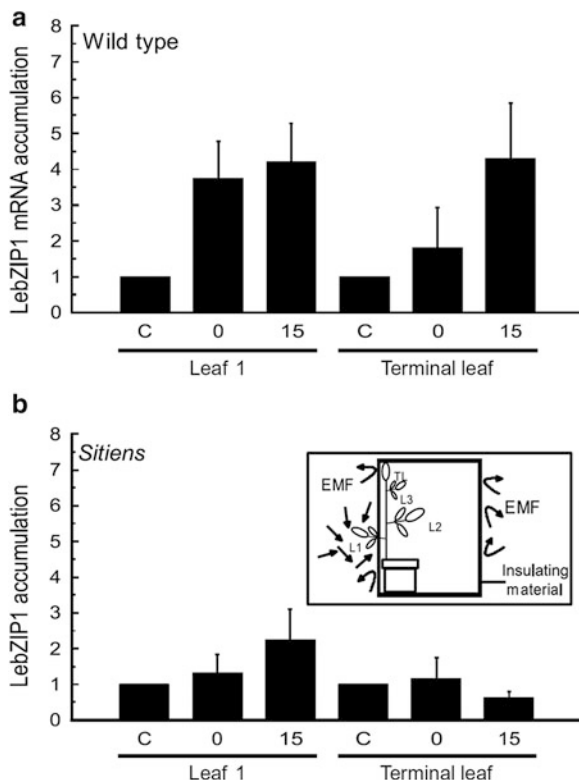 a
Wild type
LebZIP1 mRNA accumulation
8
7
6
5
4
3
2
1
0
C 0 15 C 0 15
Leaf 1 Terminal leaf
b
Sitiens
LebZIP1 accumulation
8
7
6
5
4
3
2
1
0
EMF
TL
L3
EMF
L1
L2
Insulating
material
C 0 15 C 0 15
Leaf 1 Terminal leaf